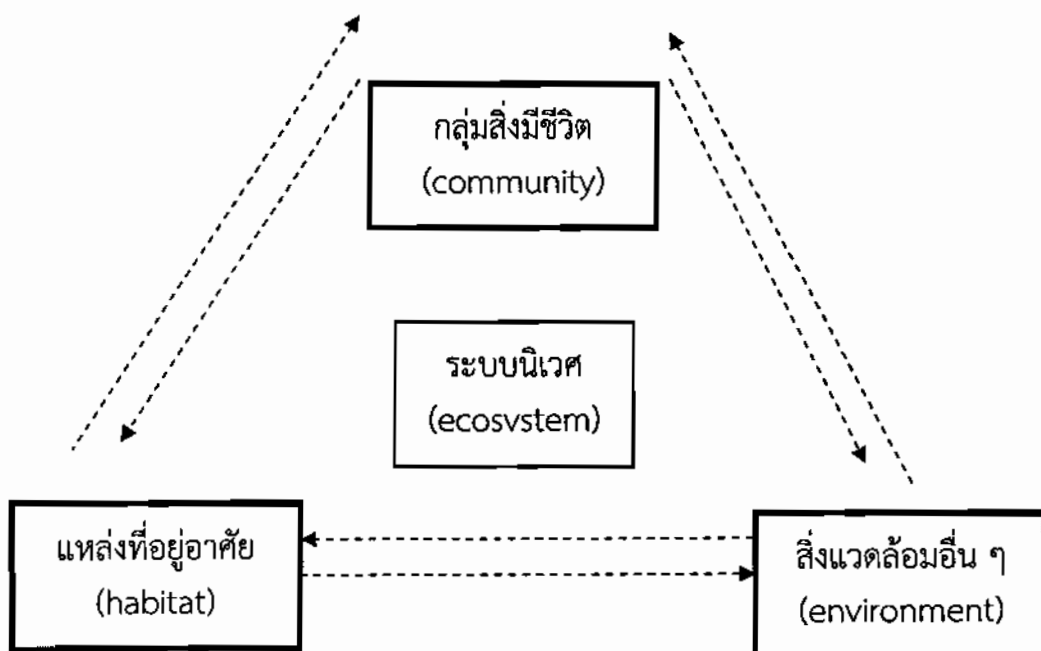 กลุ่มสิ่งมีชีวิต
(community)
ระบบนิเวศ
(ecosvstem)
แหล่งที่อยู่อาศัย
(habitat)
สิ่งแวดล้อมอื่น ๆ
(environment)